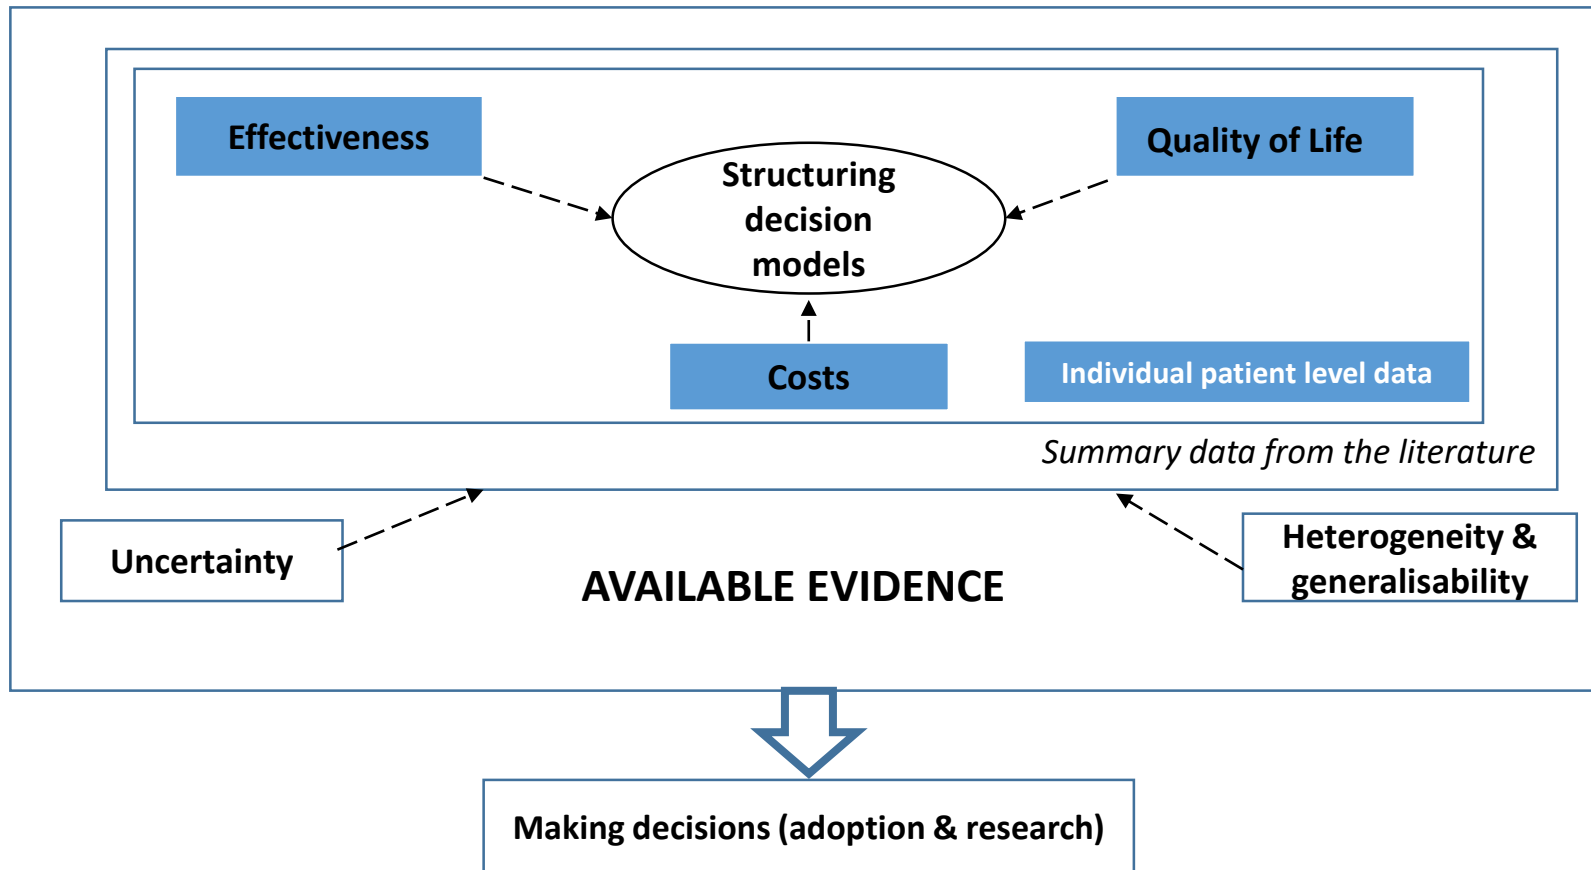 Effectiveness
Quality of Life
Structuring
decision
models
Costs
Individual patient level data
Summary data from the literature
Uncertainty
Heterogeneity &
generalisability
AVAILABLE EVIDENCE
Making decisions (adoption & research)